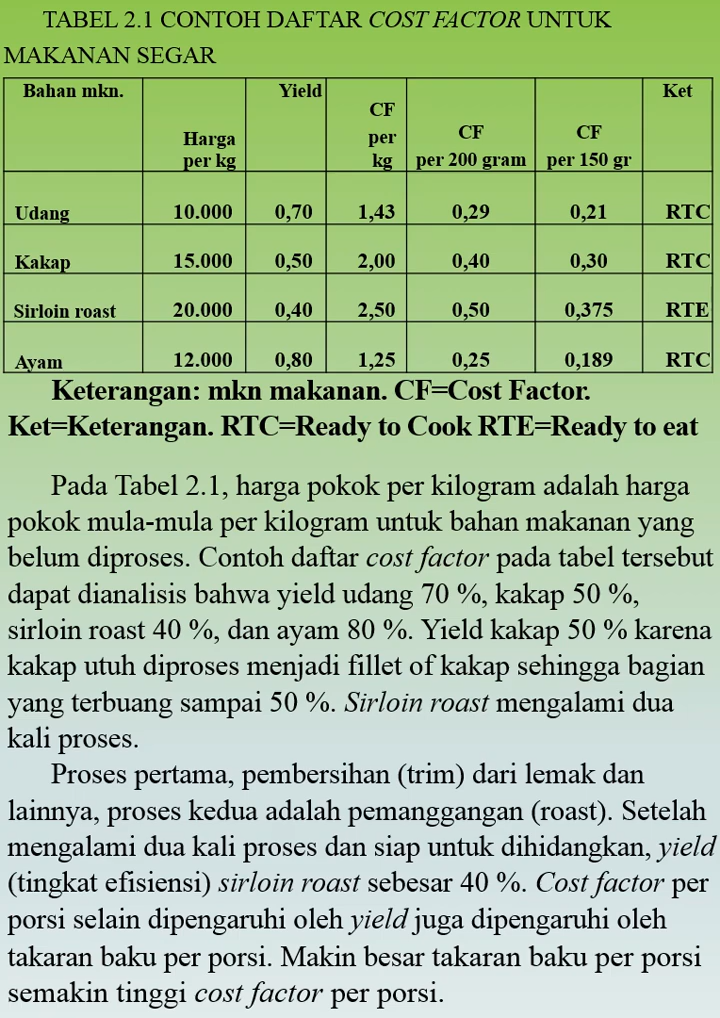 TABEL 2.1 CONTOH DAFTAR COST FACTOR UNTUK
MAKANAN SEGAR
Bahan mkn. Harga per kg Yield CF per kg CF per 200 gram CF per 150 gr Ket
Udang 10.000 0,70 1,43 0,29 0,21 RTC
Kakap 15.000 0,50 2,00 0,40 0,30 RTC
Sirloin roast 20.000 0,40 2,50 0,50 0,375 RTE
Ayam 12.000 0,80 1,25 0,25 0,189 RTC
Keterangan: mkn makanan. CF=Cost Factor.
Ket=Keterangan. RTC=Ready to Cook RTE=Ready to eat
Pada Tabel 2.1, harga pokok per kilogram adalah harga
pokok mula-mula per kilogram untuk bahan makanan yang
belum diproses. Contoh daftar cost factor pada tabel tersebut
dapat dianalisis bahwa yield udang 70 %, kakap 50 %,
sirloin roast 40 %, dan ayam 80 %. Yield kakap 50 % karena
kakap utuh diproses menjadi fillet of kakap sehingga bagian
yang terbuang sampai 50 %. Sirloin roast mengalami dua
kali proses.
Proses pertama, pembersihan (trim) dari lemak dan
lainnya, proses kedua adalah pemanggangan (roast). Setelah
mengalami dua kali proses dan siap untuk dihidangkan, yield
(tingkat efisiensi) sirloin roast sebesar 40 %. Cost factor per
porsi selain dipengaruhi oleh yield juga dipengaruhi oleh
takaran baku per porsi. Makin besar takaran baku per porsi
semakin tinggi cost factor per porsi.